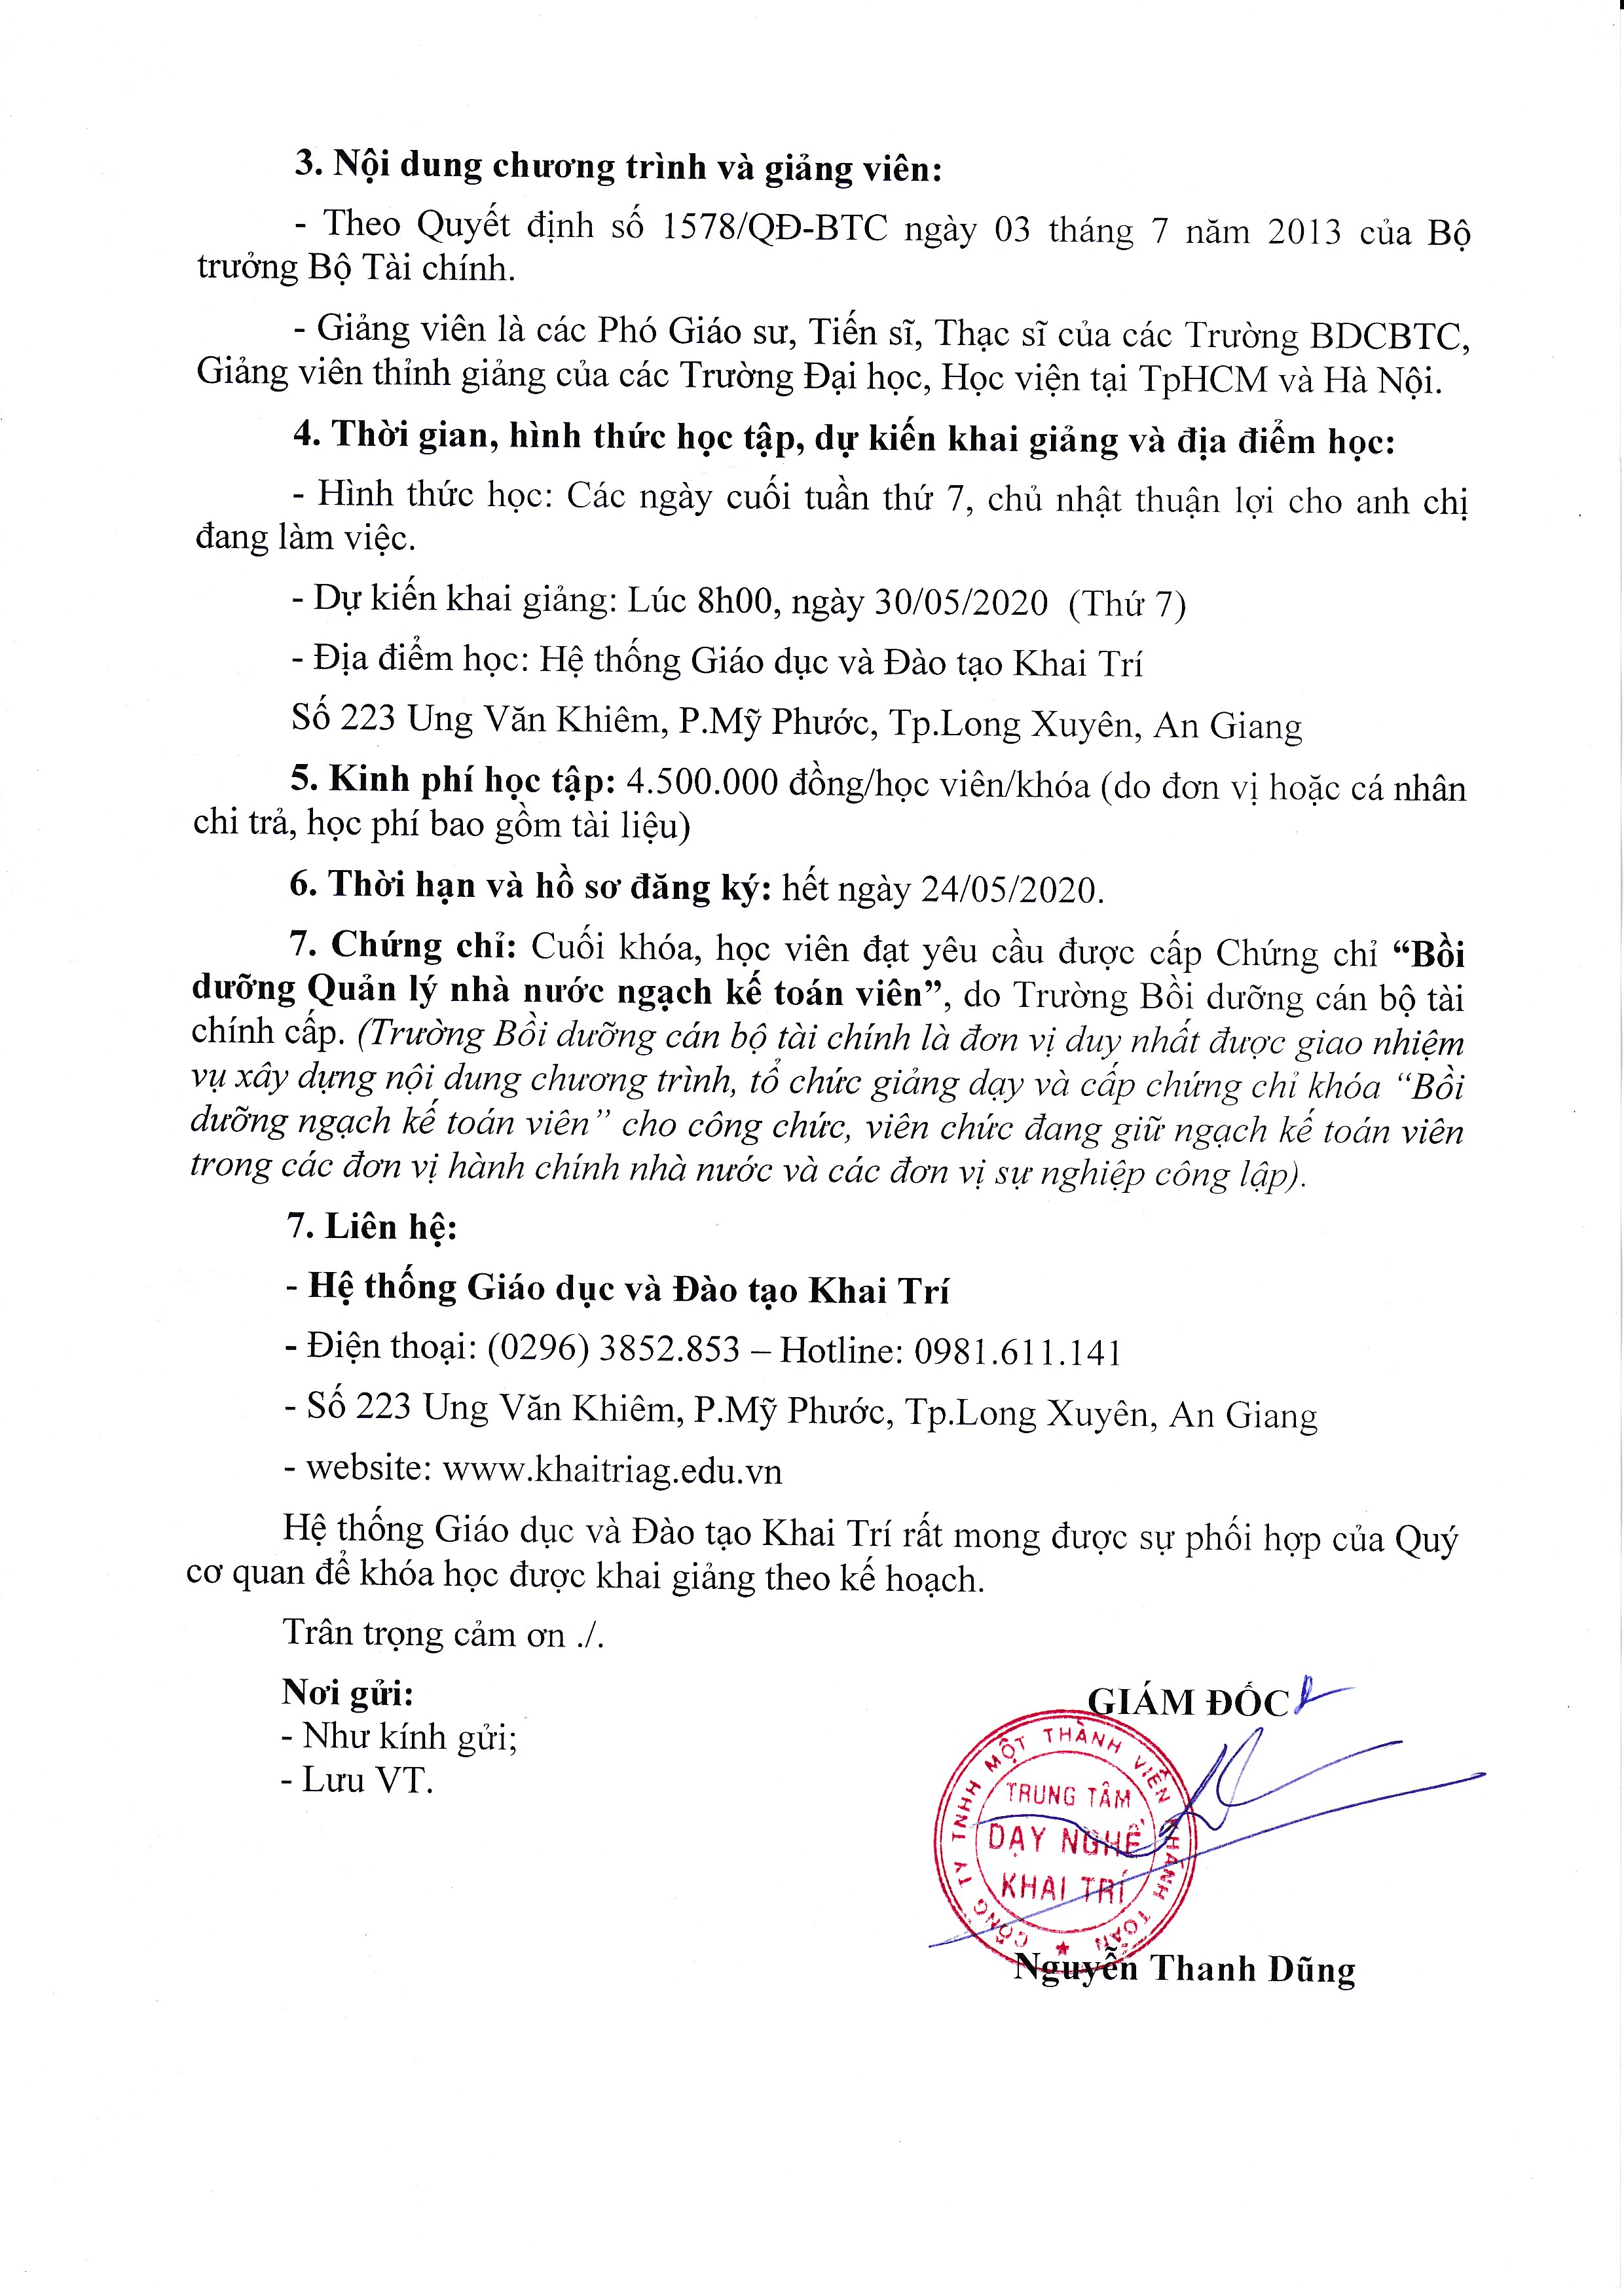 3. Nội dung chương trình và giảng viên:
- Theo Quyết định số 1578/QĐ-BTC ngày 03 tháng 7 năm 2013 của Bộ
trưởng Bộ Tài chính.
- Giảng viên là các Phó Giáo sư, Tiến sĩ, Thạc sĩ của các Trường BDCBTC,
Giảng viên thỉnh giảng của các Trường Đại học, Học viện tại TpHCM và Hà Nội.
4. Thời gian, hình thức học tập, dự kiến khai giảng và địa điểm học:
- Hình thức học: Các ngày cuối tuần thứ 7, chủ nhật thuận lợi cho anh chị
đang làm việc.
- Dự kiến khai giảng: Lúc 8h00, ngày 30/05/2020 (Thứ 7)
- Địa điểm học: Hệ thống Giáo dục và Đào tạo Khai Trí
Số 223 Ung Văn Khiêm, P.Mỹ Phước, Tp.Long Xuyên, An Giang
5. Kinh phí học tập: 4.500.000 đồng/học viên/khóa (do đơn vị hoặc cá nhân
chi trả, học phí bao gồm tài liệu)
6. Thời hạn và hồ sơ đăng ký: hết ngày 24/05/2020.
7. Chứng chỉ: Cuối khóa, học viên đạt yêu cầu được cấp Chứng chỉ “Bồi
dưỡng Quản lý nhà nước ngạch kế toán viên”, do Trường Bồi dưỡng cán bộ tài
chính cấp. (Trường Bồi dưỡng cán bộ tài chính là đơn vị duy nhất được giao nhiệm
vụ xây dựng nội dung chương trình, tổ chức giảng dạy và cấp chứng chỉ khóa “Bồi
dưỡng ngạch kế toán viên” cho công chức, viên chức đang giữ ngạch kế toán viên
trong các đơn vị hành chính nhà nước và các đơn vị sự nghiệp công lập).
7. Liên hệ:
- Hệ thống Giáo dục và Đào tạo Khai Trí
- Điện thoại: (0296) 3852.853 – Hotline: 0981.611.141
- Số 223 Ung Văn Khiêm, P.Mỹ Phước, Tp.Long Xuyên, An Giang
- website: www.khaitriag.edu.vn
Hệ thống Giáo dục và Đào tạo Khai Trí rất mong được sự phối hợp của Quý
cơ quan để khóa học được khai giảng theo kế hoạch.
Trân trọng cảm ơn ./.
Nơi gửi:
- Như kính gửi;
- Lưu VT.
GIÁM ĐỐC
CÔNG TY TNHH MỘT THÀNH VIÊN KHÁNH TOÀN
TRUNG TÂM
DẠY NGHỀ
KHAI TRÍ
Nguyễn Thanh Dũng